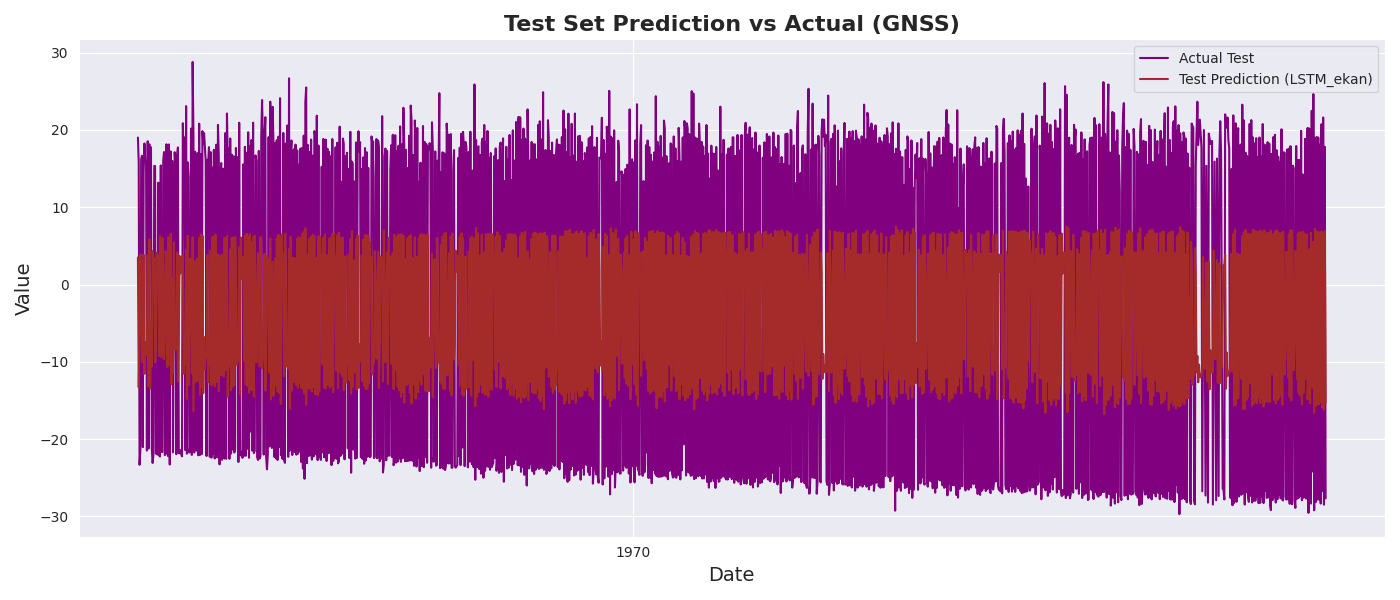 Test Set Prediction vs Actual (GNSS)
Actual Test
Test Prediction (LSTM_ekan)
30
20
10
0
−10
−20
−30
Value
1970
Date